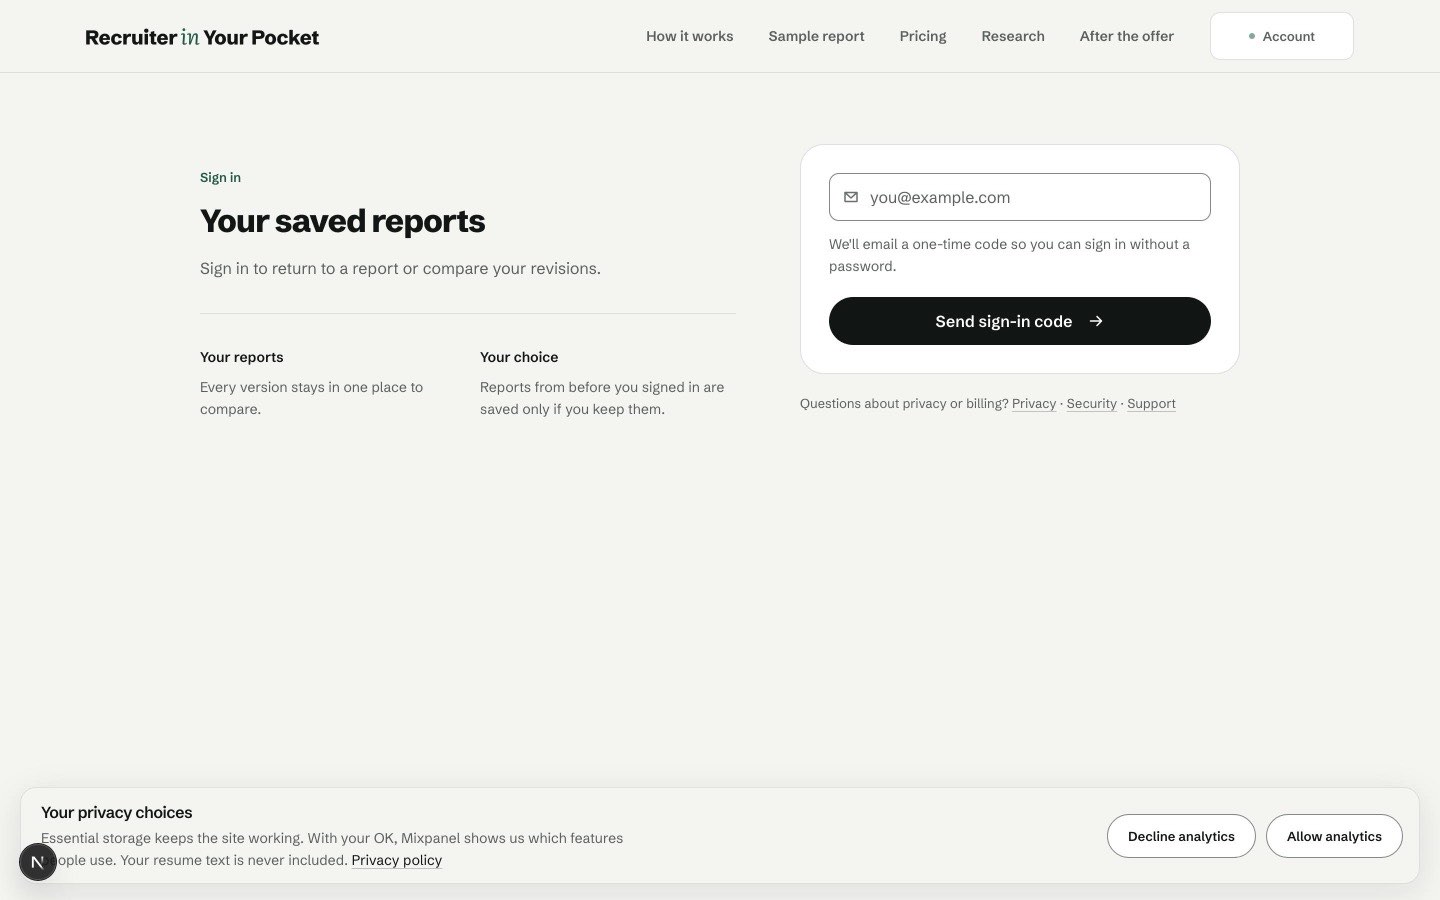 Recruiter in Your Pocket
How it works
Sample report
Pricing
Research
After the offer
Account
Sign in
Your saved reports
Sign in to return to a report or compare your revisions.
Your reports
Every version stays in one place to
compare.
Your choice
Reports from before you signed in are
saved only if you keep them.
you@example.com
We'll email a one-time code so you can sign in without a
password.
Send sign-in code →
Questions about privacy or billing? Privacy · Security · Support
Your privacy choices
Essential storage keeps the site working. With your OK, Mixpanel shows us which features
people use. Your resume text is never included. Privacy policy
N
Decline analytics
Allow analytics